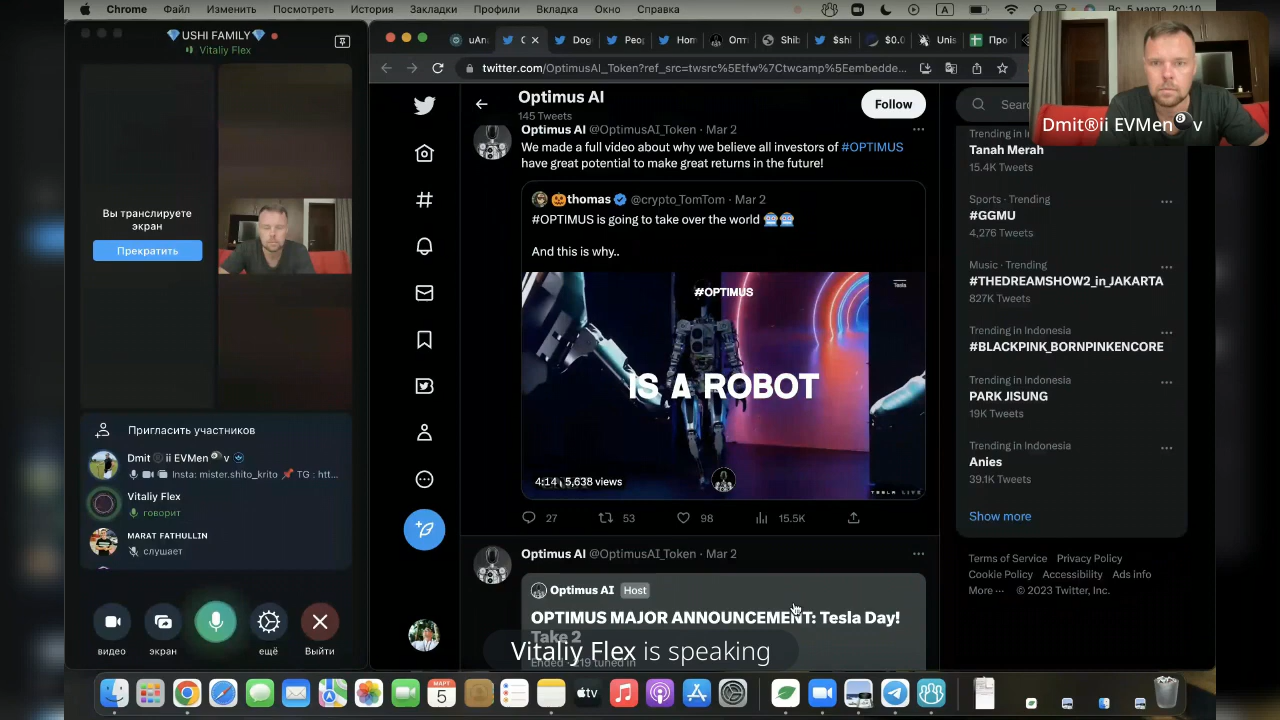 Chrome Файл Изменить Посмотреть История Закладки Профили Вкладка Окно Справка
A
Вс, 5 марта 20:10
💎 USHI FAMILY💎
Vitaliy Flex
Вы транслируете
экран
Прекратить
Пригласить участников
Dmit®ii EVMen v
Insta: mister.shito_krito 📌 TG : htt...
Vitaliy Flex
говорит
MARAT FATHULLIN
слушает
видео
экран
ещё
Выйти
uAn
Dog
Peop
Hom
Опт
Shib
$shi
$0.0
Unis
Про
twitter.com/OptimusAI_Token?ref_src=twsrc%5Etfw%7Ctwcamp%5Eembedde...
Optimus AI
145 Tweets
Follow
Optimus AI @OptimusAI_Token · Mar 2
We made a full video about why we believe all investors of #OPTIMUS
have great potential to make great returns in the future!
🎃thomas @crypto_TomTom · Mar 2
#OPTIMUS is going to take over the world 🤖🤖
And this is why..
#OPTIMUS
Tesla
IS A ROBOT
4:14 5,638 views
TESLA LIVE
27 53 98 15.5K
Optimus AI @OptimusAI_Token · Mar 2
Optimus AI Host
OPTIMUS MAJOR ANNOUNCEMENT: Tesla Day!
Take 2
Vitaliy Flex is speaking
Sear
Trending in
Tanah Merah
15.4K Tweets
Sports · Trending
#GGMU
4,276 Tweets
Music · Trending
#THEDREAMSHOW2_in_JAKARTA
827K Tweets
Trending in Indonesia
#BLACKPINK_BORNPINKENCORE
Trending in Indonesia
PARK JISUNG
19K Tweets
Trending in Indonesia
Anies
39.1K Tweets
Show more
Terms of Service Privacy Policy
Cookie Policy Accessibility Ads info
More ··· © 2023 Twitter, Inc.
Dmit®ii EVMen v
МАРТ
5
tv